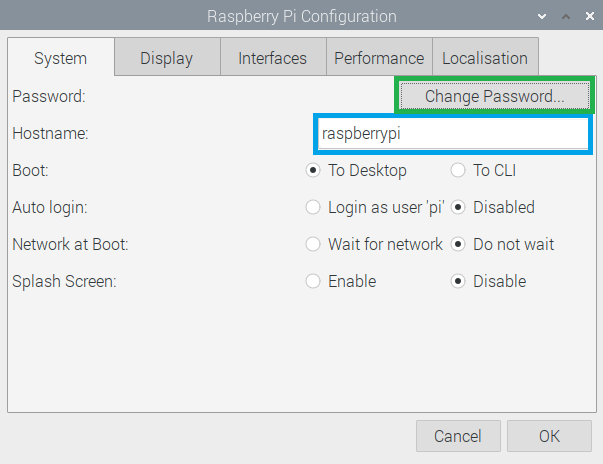 Raspberry Pi Configuration
System Display Interfaces Performance Localisation
Password: Change Password...
Hostname: raspberrypi
Boot: To Desktop To CLI
Auto login: Login as user 'pi' Disabled
Network at Boot: Wait for network Do not wait
Splash Screen: Enable Disable
Cancel OK